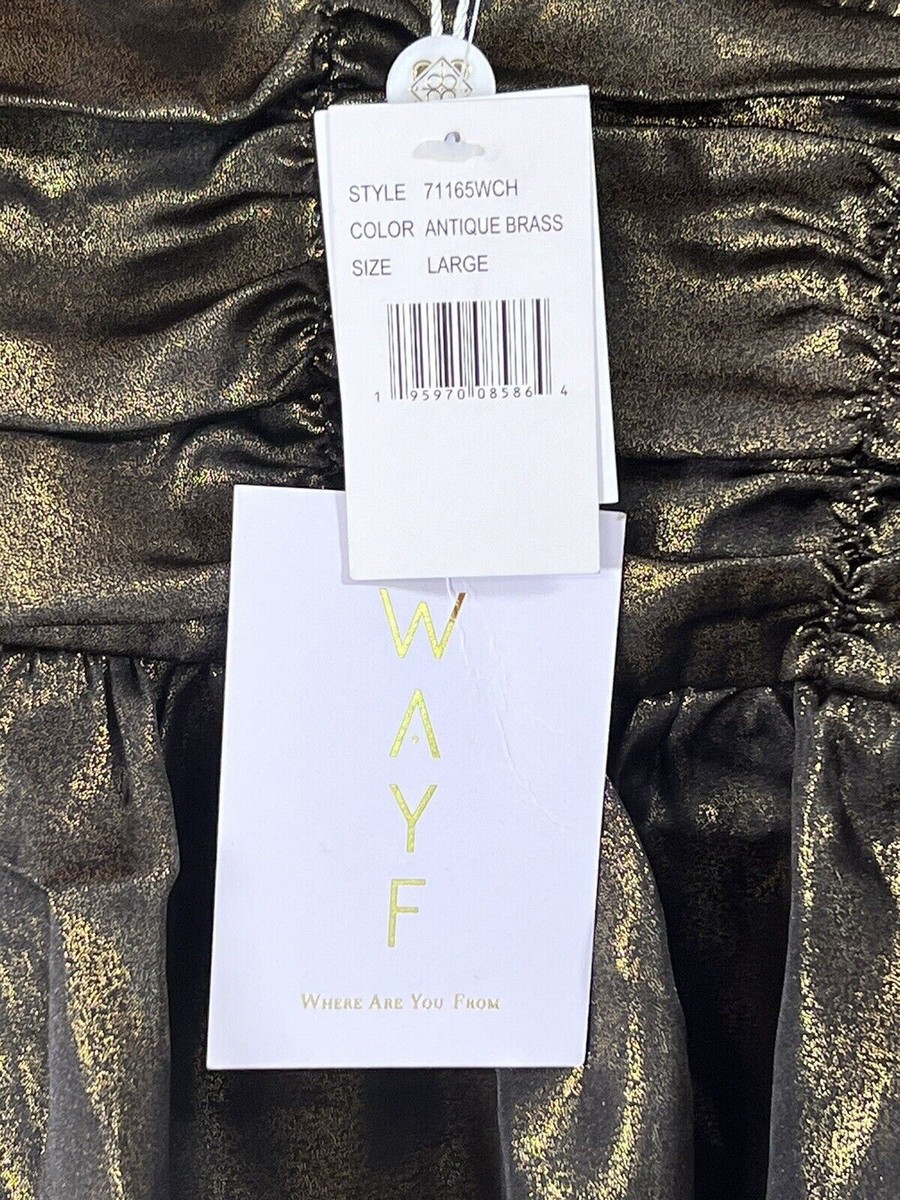 STYLE 71165WCH
COLOR ANTIQUE BRASS
SIZE LARGE
1 95970 08586 4
W
A
Y
F
WHERE ARE YOU FROM